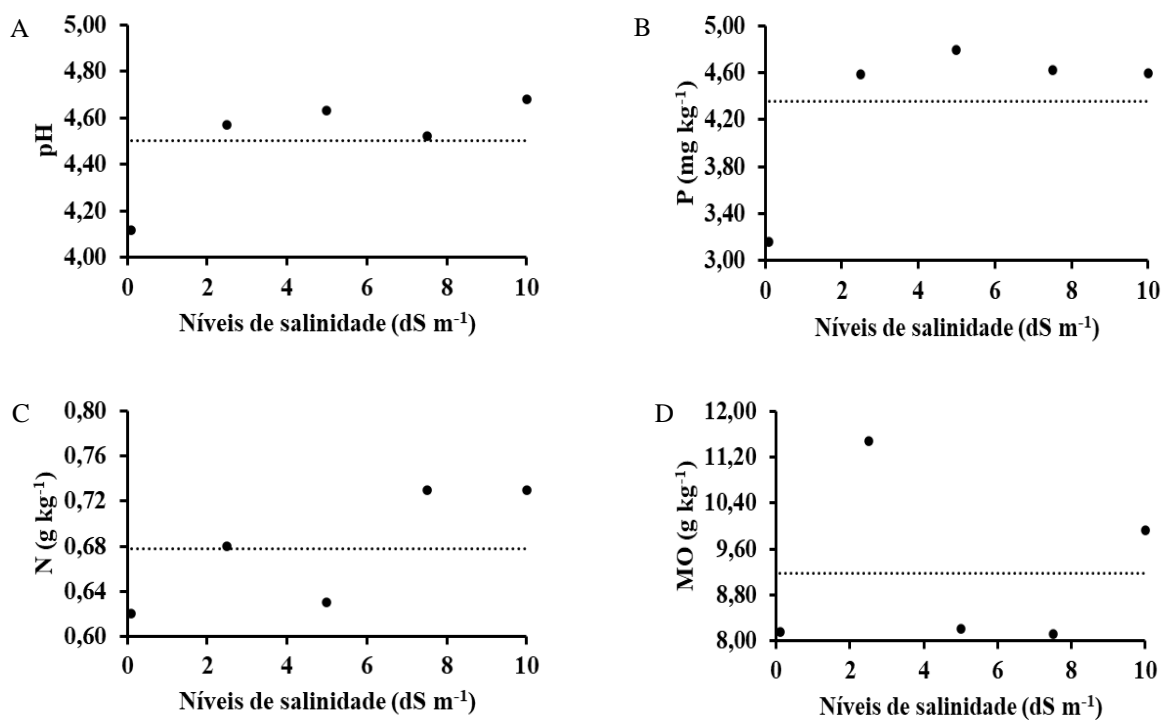 A
5,00
4,80
4,60
4,40
4,20
4,00
pH
0 2 4 6 8 10
Níveis de salinidade (dS m⁻¹)
B
5,00
4,60
4,20
3,80
3,40
3,00
P (mg kg⁻¹)
0 2 4 6 8 10
Níveis de salinidade (dS m⁻¹)
C
0,80
0,76
0,72
0,68
0,64
0,60
N (g kg⁻¹)
0 2 4 6 8 10
Níveis de salinidade (dS m⁻¹)
D
12,00
11,20
10,40
9,60
8,80
8,00
MO (g kg⁻¹)
0 2 4 6 8 10
Níveis de salinidade (dS m⁻¹)